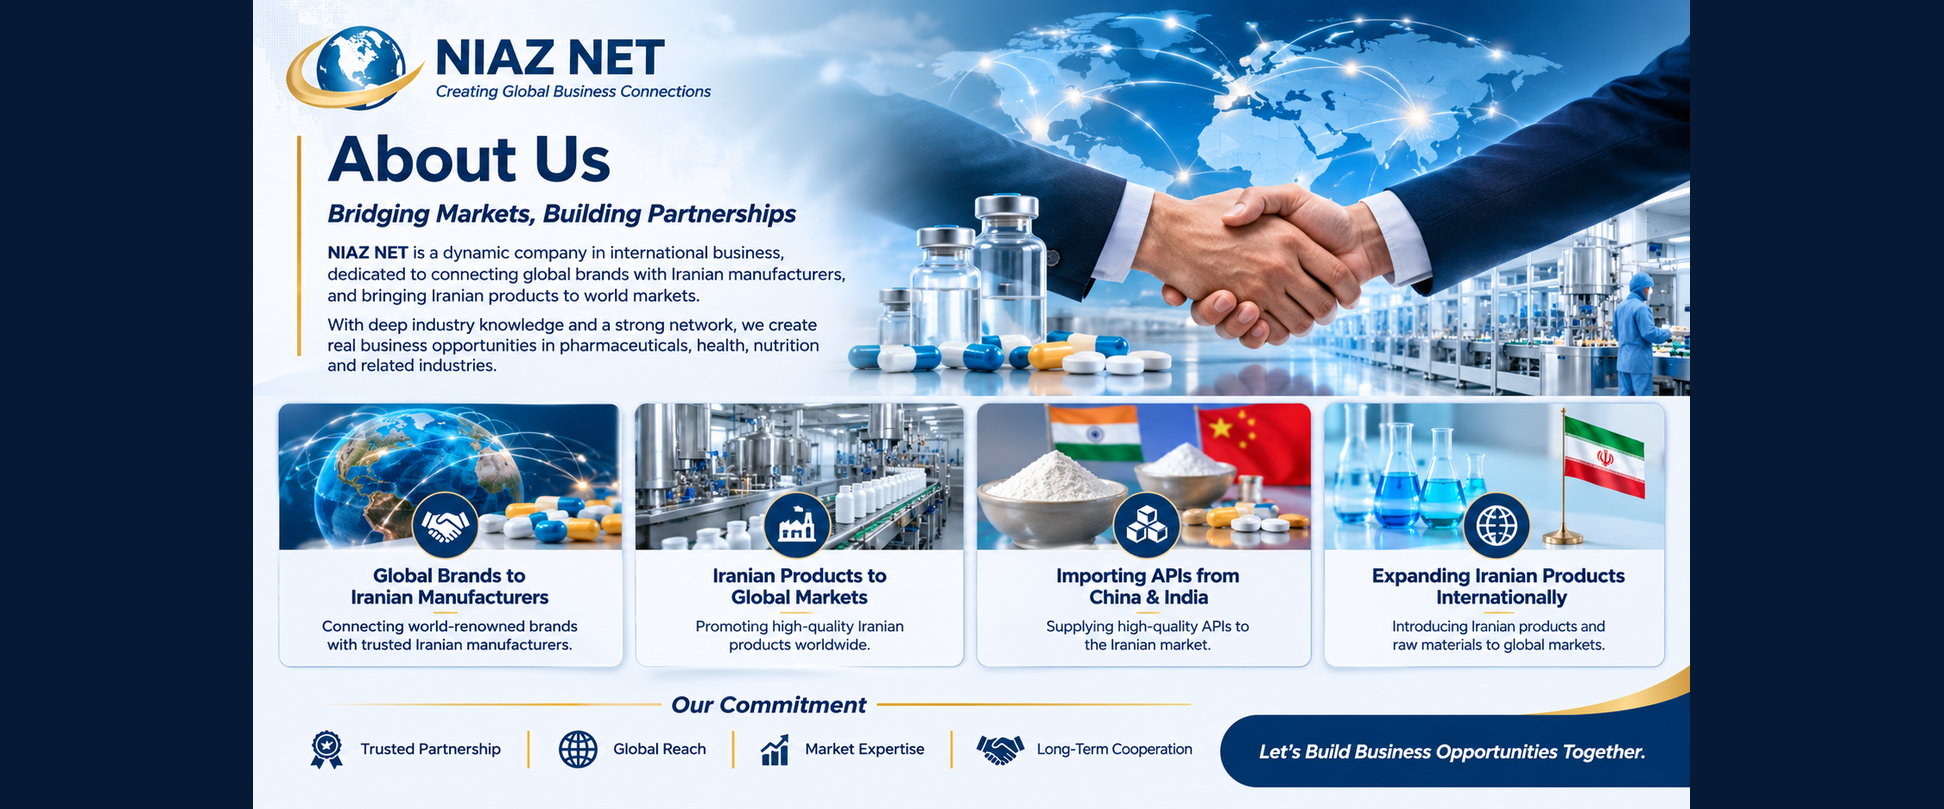 NIAZ NET
Creating Global Business Connections
About Us
Bridging Markets, Building Partnerships
NIAZ NET is a dynamic company in international business,
dedicated to connecting global brands with Iranian manufacturers,
and bringing Iranian products to world markets.
With deep industry knowledge and a strong network, we create
real business opportunities in pharmaceuticals, health, nutrition
and related industries.
Global Brands to
Iranian Manufacturers
Connecting world-renowned brands
with trusted Iranian manufacturers.
Iranian Products to
Global Markets
Promoting high-quality Iranian
products worldwide.
Importing APIs from
China & India
Supplying high-quality APIs to
the Iranian market.
Expanding Iranian Products
Internationally
Introducing Iranian products and
raw materials to global markets.
Our Commitment
Trusted Partnership
Global Reach
Market Expertise
Long-Term Cooperation
Let's Build Business Opportunities Together.